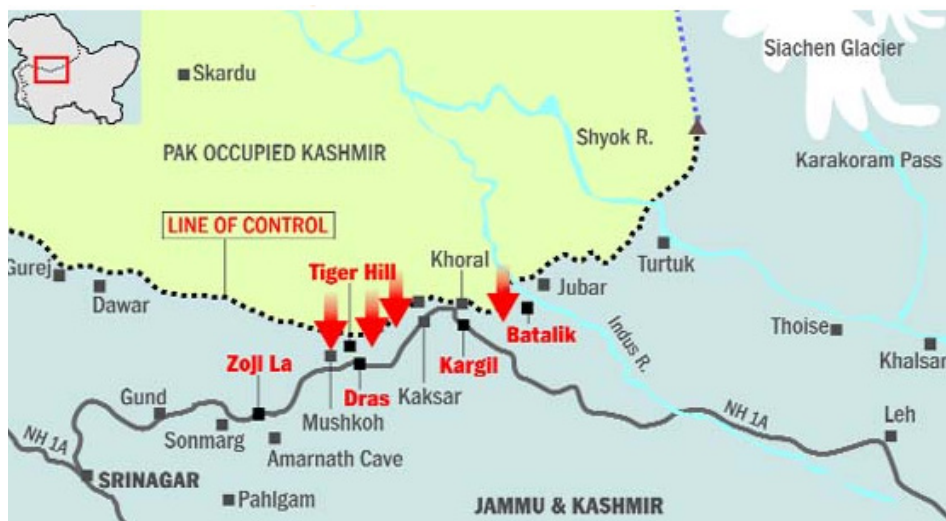 Siachen Glacier
Skardu
Shyok R.
PAK OCCUPIED KASHMIR
Karakoram Pass
LINE OF CONTROL
Khoral
Turtuk
Gurej
Tiger Hill
Jubar
Dawar
Batalik
Indus R.
Thoise
Zoji La
Kargil
Khalsar
Dras
Kaksar
Gund
Mushkoh
NH 1A
Leh
Sonmarg
Amarnath Cave
NH 1A
SRINAGAR
Pahlgam
JAMMU & KASHMIR